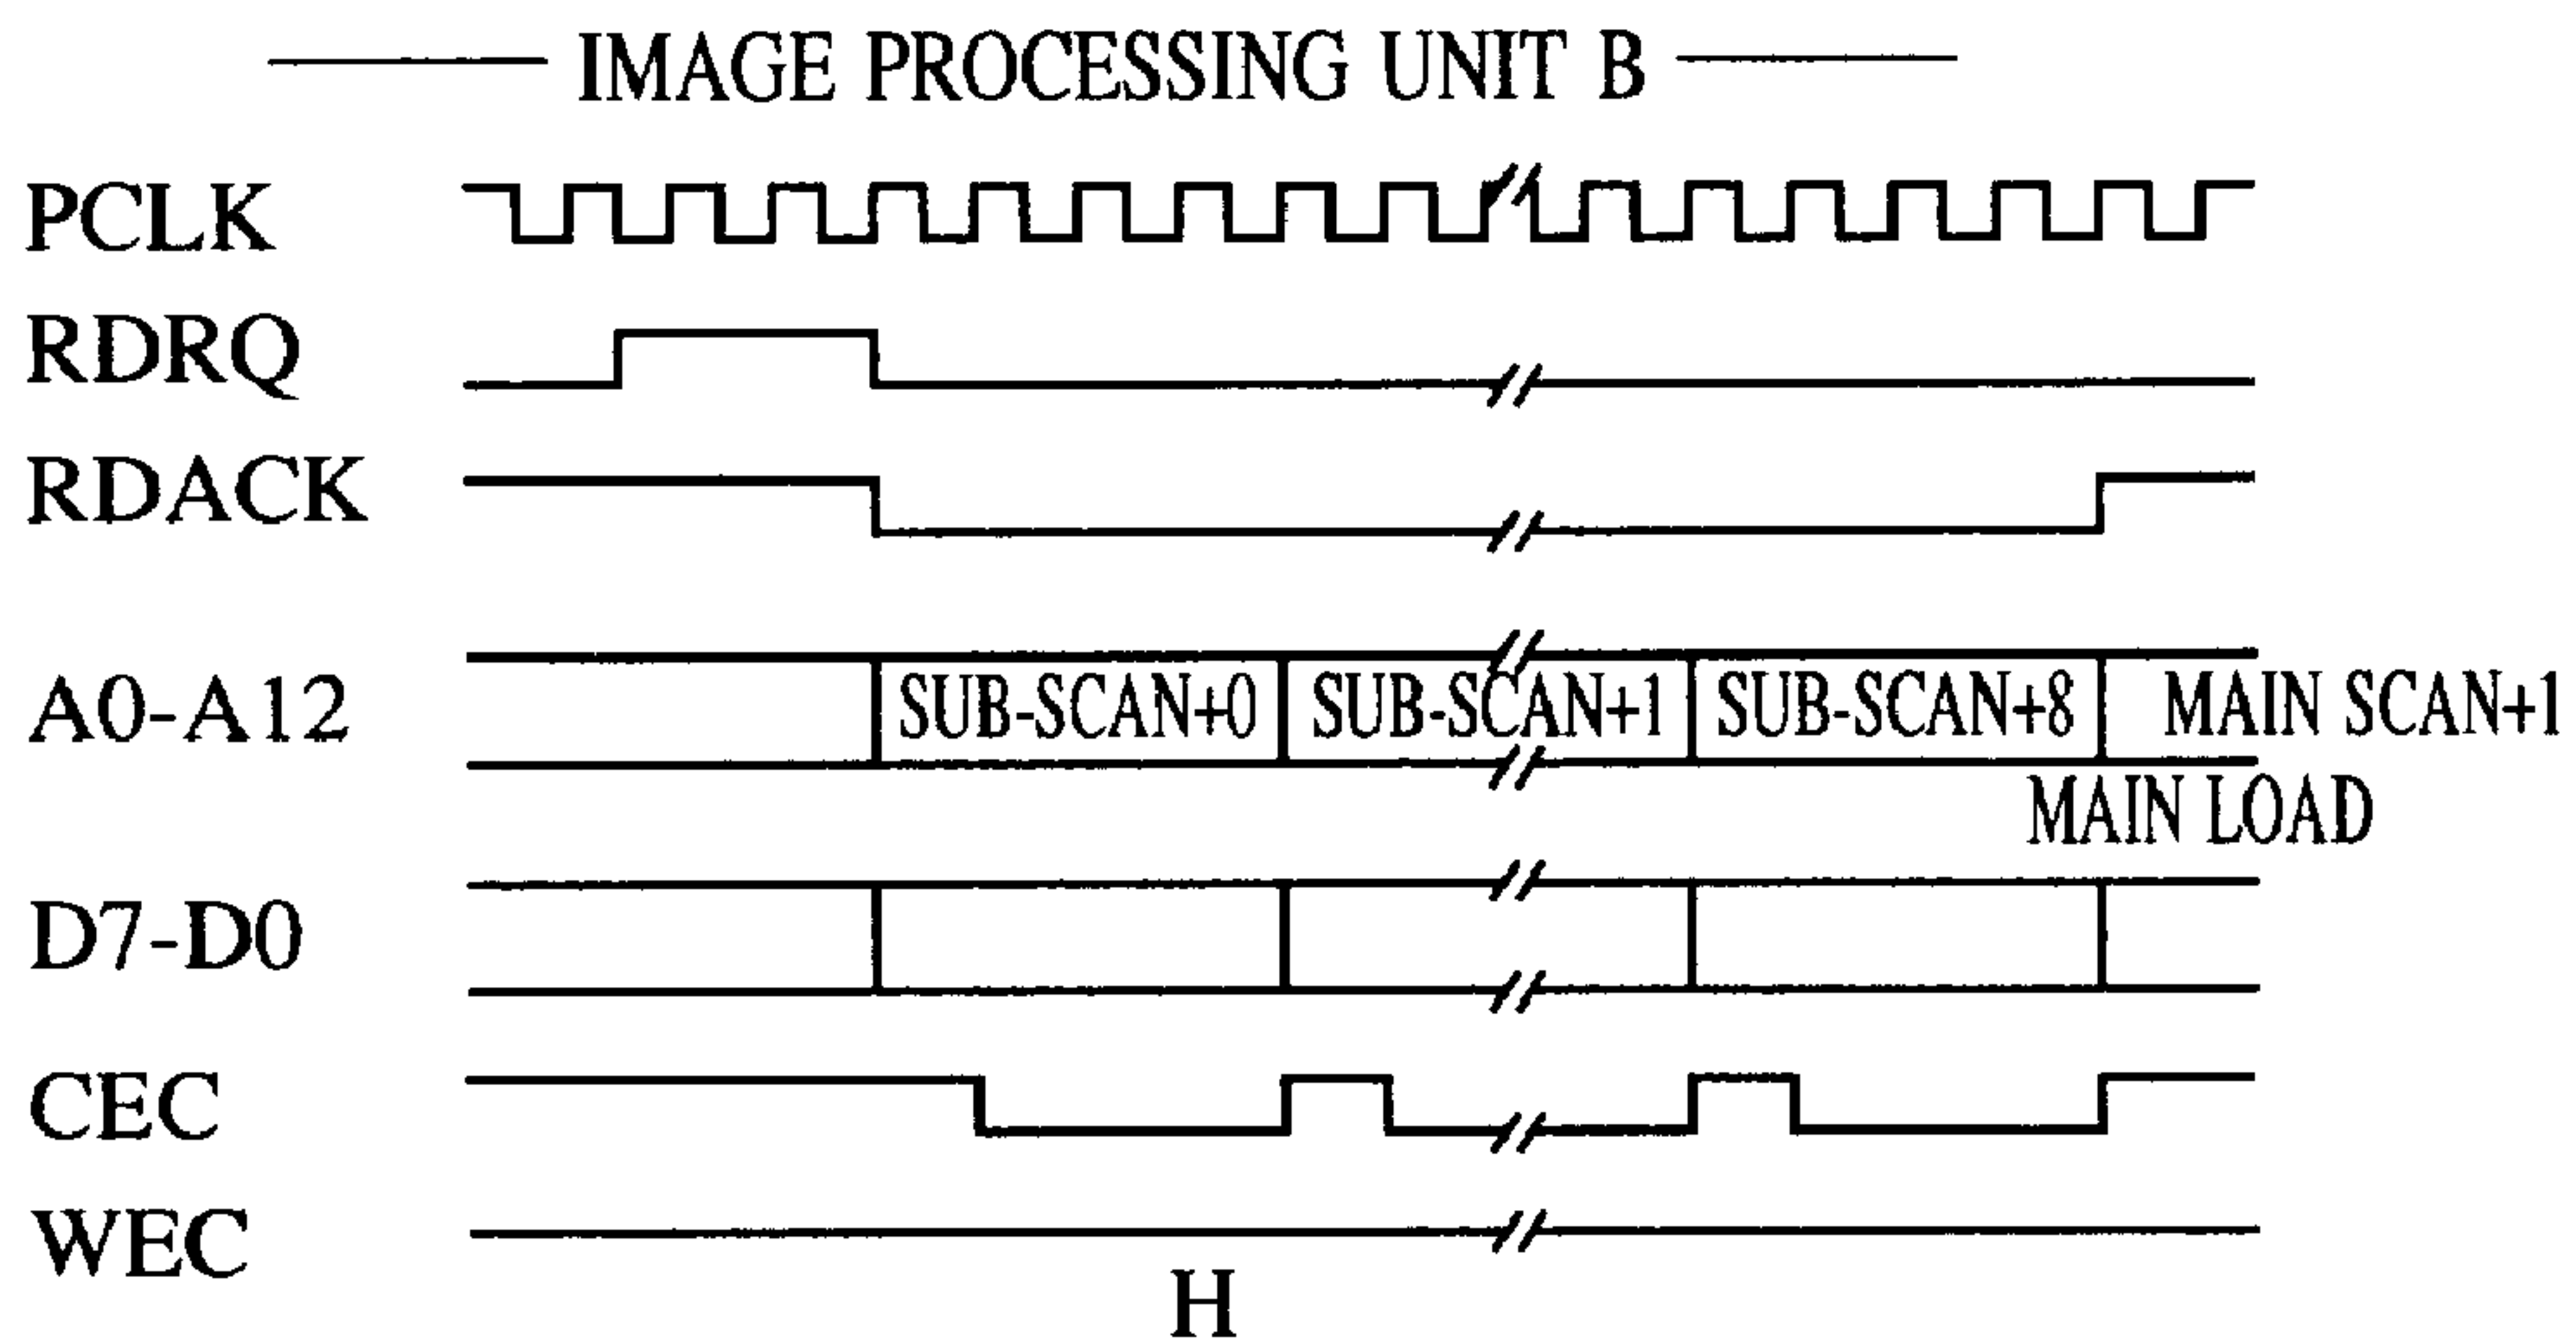 IMAGE PROCESSING UNIT B
PCLK
RDRQ
RDACK
A0-A12 SUB-SCAN+0 SUB-SCAN+1 SUB-SCAN+8 MAIN SCAN+1
MAIN LOAD
D7-D0
CEC
WEC
H